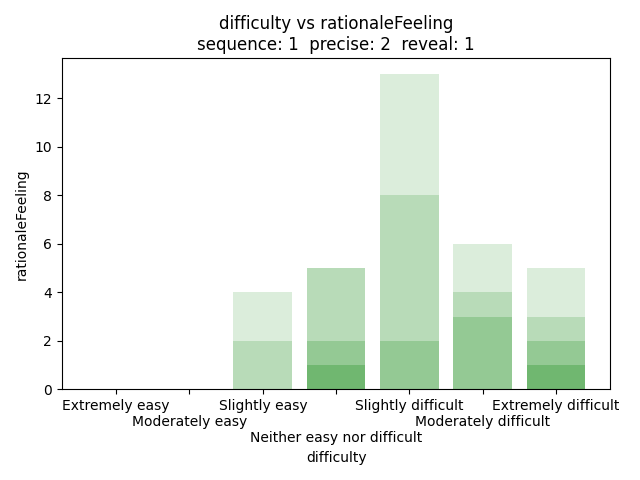 difficulty vs rationaleFeeling
sequence: 1  precise: 2  reveal: 1
rationaleFeeling
12
10
8
6
4
2
0
Extremely easy
Slightly easy
Slightly difficult
Extremely difficult
Moderately easy
Moderately difficult
Neither easy nor difficult
difficulty